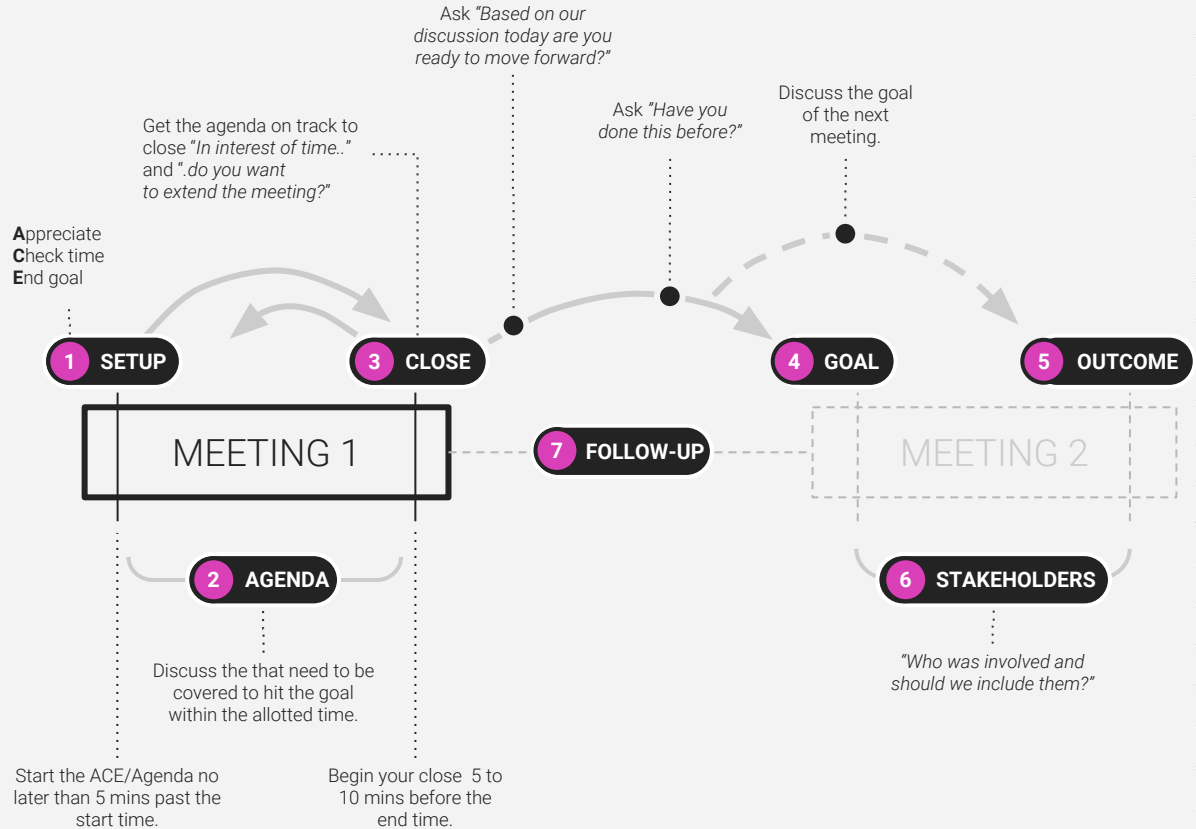 Ask "Based on our
discussion today are you
ready to move forward?"
Ask "Have you
done this before?"
Discuss the goal
of the next
meeting.
Get the agenda on track to
close "In interest of time.."
and ".do you want
to extend the meeting?"
Appreciate
Check time
End goal
1 SETUP
3 CLOSE
4 GOAL
5 OUTCOME
MEETING 1
7 FOLLOW-UP
MEETING 2
2 AGENDA
6 STAKEHOLDERS
Discuss the that need to be
covered to hit the goal
within the allotted time.
"Who was involved and
should we include them?"
Start the ACE/Agenda no
later than 5 mins past the
start time.
Begin your close 5 to
10 mins before the
end time.